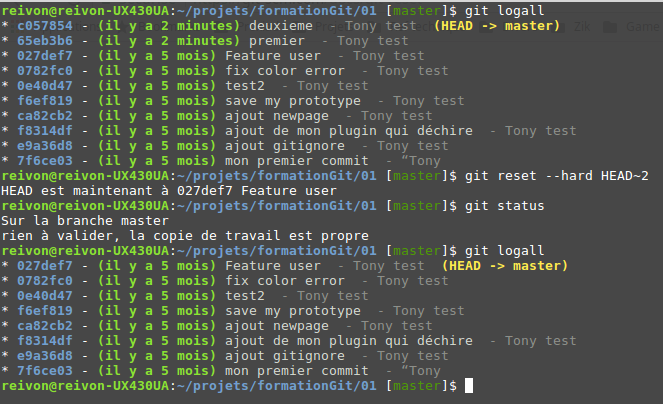 reivon@reivon-UX430UA:~/projets/formationGit/01 [master]$ git logall
* c057854 - (il y a 2 minutes) deuxieme - Tony test (HEAD -> master)
* 65eb3b6 - (il y a 2 minutes) premier - Tony test
* 027def7 - (il y a 5 mois) Feature user - Tony test
* 0782fc0 - (il y a 5 mois) fix color error - Tony test
* 0e40d47 - (il y a 5 mois) test2 - Tony test
* f6ef819 - (il y a 5 mois) save my prototype - Tony test
* ca82cb2 - (il y a 5 mois) ajout newpage - Tony test
* f8314df - (il y a 5 mois) ajout de mon plugin qui déchire - Tony test
* e9a36d8 - (il y a 5 mois) ajout gitignore - Tony test
* 7f6ce03 - (il y a 5 mois) mon premier commit - “Tony
reivon@reivon-UX430UA:~/projets/formationGit/01 [master]$ git reset --hard HEAD~2
HEAD est maintenant à 027def7 Feature user
reivon@reivon-UX430UA:~/projets/formationGit/01 [master]$ git status
Sur la branche master
rien à valider, la copie de travail est propre
reivon@reivon-UX430UA:~/projets/formationGit/01 [master]$ git logall
* 027def7 - (il y a 5 mois) Feature user - Tony test (HEAD -> master)
* 0782fc0 - (il y a 5 mois) fix color error - Tony test
* 0e40d47 - (il y a 5 mois) test2 - Tony test
* f6ef819 - (il y a 5 mois) save my prototype - Tony test
* ca82cb2 - (il y a 5 mois) ajout newpage - Tony test
* f8314df - (il y a 5 mois) ajout de mon plugin qui déchire - Tony test
* e9a36d8 - (il y a 5 mois) ajout gitignore - Tony test
* 7f6ce03 - (il y a 5 mois) mon premier commit - “Tony
reivon@reivon-UX430UA:~/projets/formationGit/01 [master]$